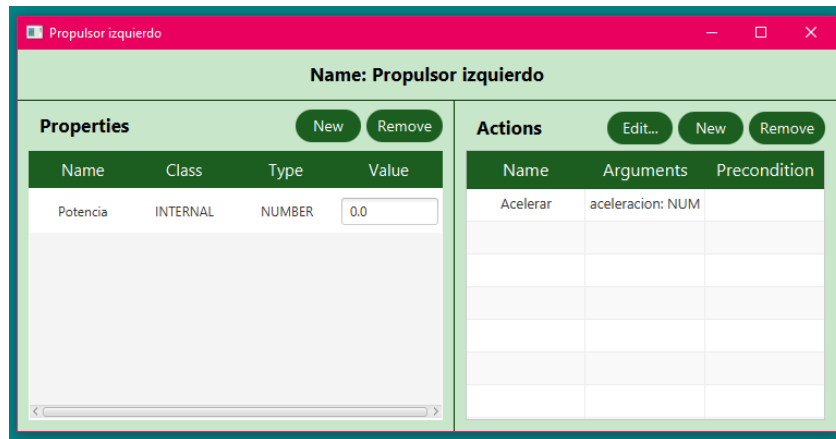 Propulsor izquierdo
Name: Propulsor izquierdo
Properties New Remove
Name Class Type Value
Potencia INTERNAL NUMBER 0.0
Actions Edit... New Remove
Name Arguments Precondition
Acelerar aceleracion: NUM